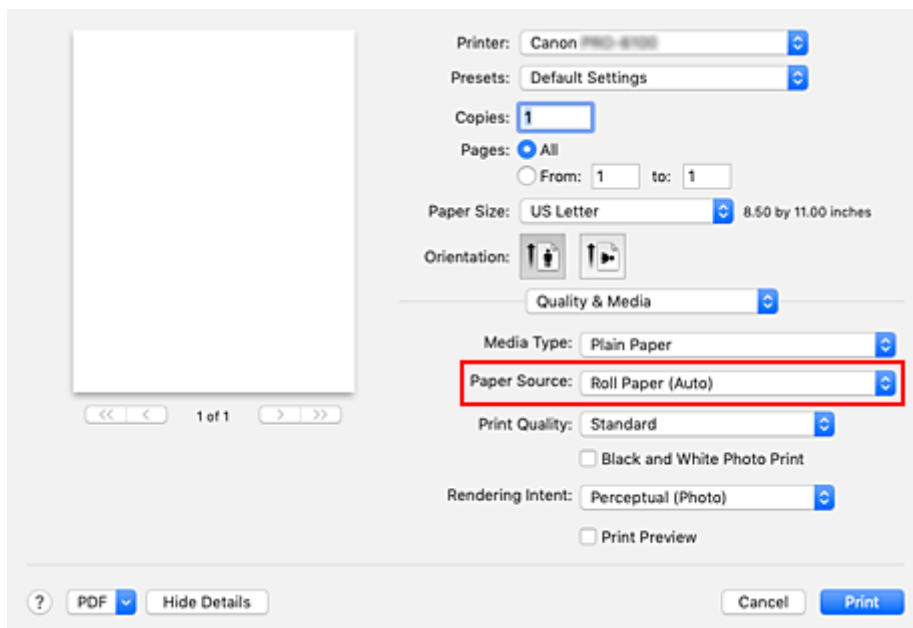 Printer: Canon
Presets: Default Settings
Copies: 1
Pages: All
From: 1 to: 1
Paper Size: US Letter 8.50 by 11.00 inches
Orientation:
Quality & Media
Media Type: Plain Paper
Paper Source: Roll Paper (Auto)
1 of 1
Print Quality: Standard
Black and White Photo Print
Rendering Intent: Perceptual (Photo)
Print Preview
? PDF Hide Details Cancel Print